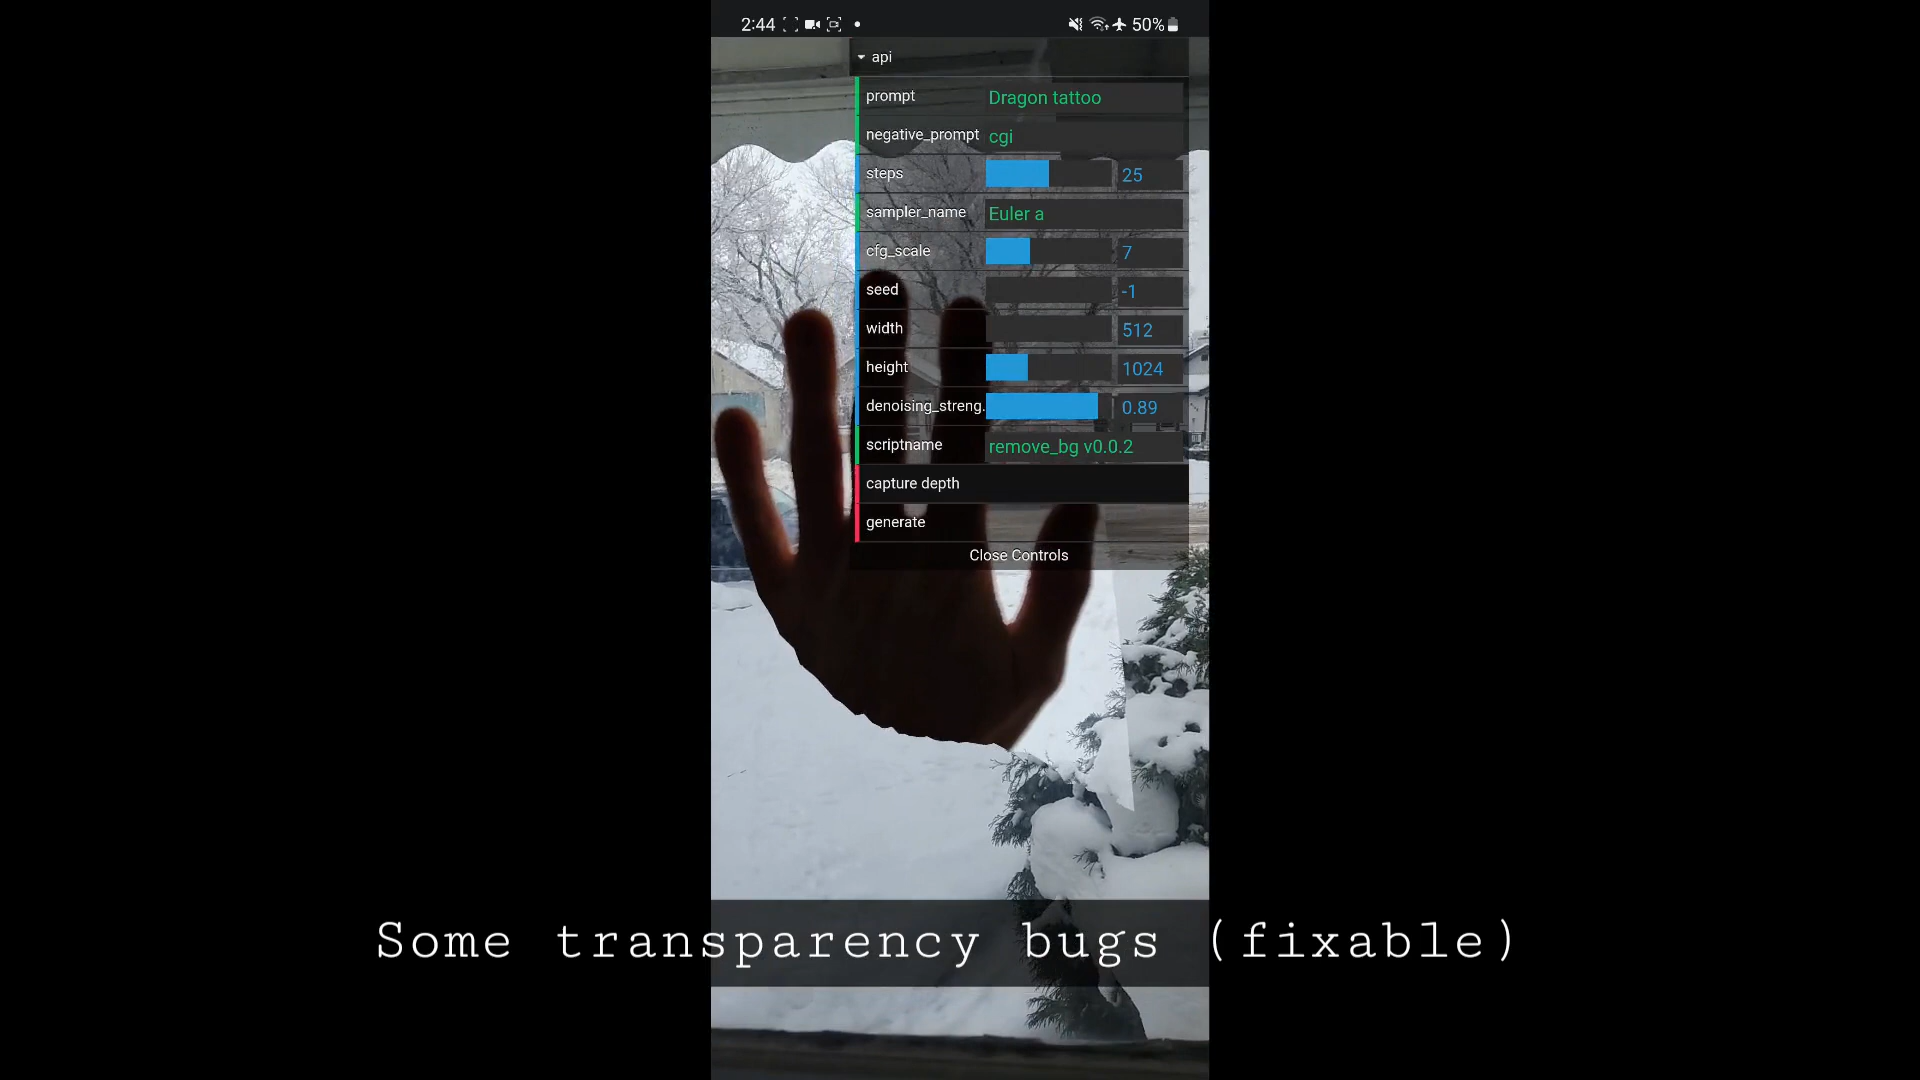 2:44 50%
api
prompt Dragon tattoo
negative_prompt cgi
steps 25
sampler_name Euler a
cfg_scale 7
seed -1
width 512
height 1024
denoising_streng. 0.89
scriptname remove_bg v0.0.2
capture depth
generate
Close Controls
Some transparency bugs (fixable)